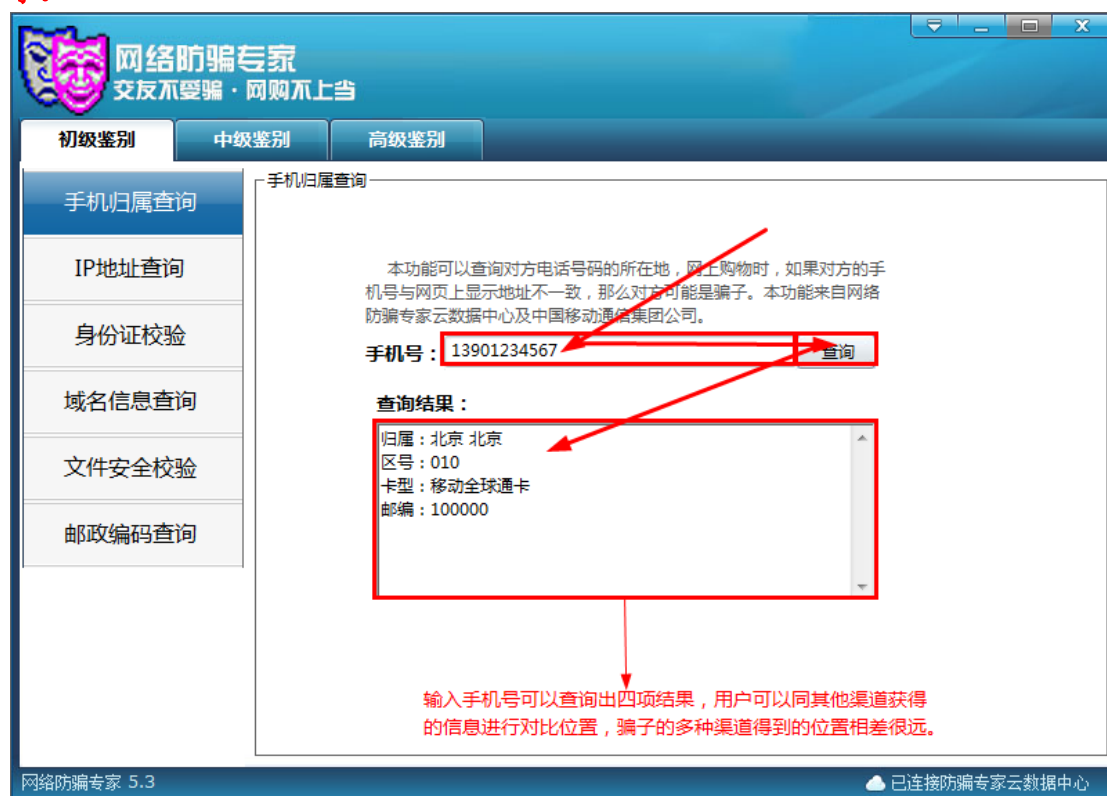 网络防骗专家
交友不受骗·网购不上当
初级鉴别
中级鉴别
高级鉴别
手机归属查询
IP地址查询
身份证校验
域名信息查询
文件安全校验
邮政编码查询
手机归属查询
本功能可以查询对方电话号码的所在地，网上购物时，如果对方的手
机号与网页上显示地址不一致，那么对方可能是骗子。本功能来自网络
防骗专家云数据中心及中国移动通信集团公司。
手机号： 13901234567 查询
查询结果：
归属：北京 北京
区号：010
卡型：移动全球通卡
邮编：100000
输入手机号可以查询出四项结果，用户可以同其他渠道获得
的信息进行对比位置，骗子的多种渠道得到的位置相差很远。
网络防骗专家 5.3
已连接防骗专家云数据中心